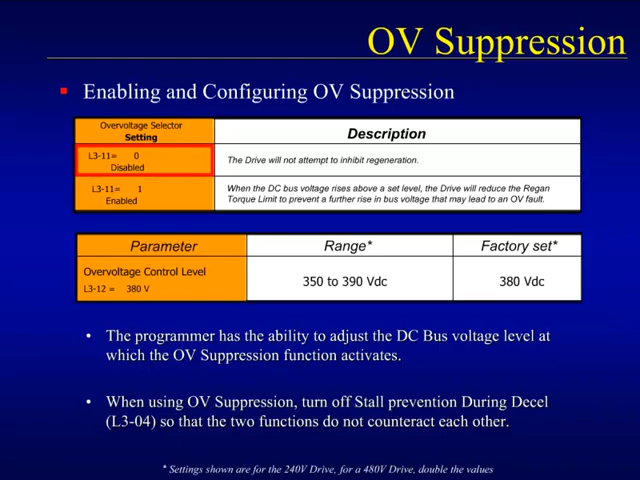 OV Suppression
Enabling and Configuring OV Suppression
Overvoltage Selector
Setting
Description
L3-11= 0
Disabled
The Drive will not attempt to inhibit regeneration.
L3-11= 1
Enabled
When the DC bus voltage rises above a set level, the Drive will reduce the Regan
Torque Limit to prevent a further rise in bus voltage that may lead to an OV fault.
Parameter Range* Factory set*
Overvoltage Control Level
L3-12 = 380 V
350 to 390 Vdc
380 Vdc
• The programmer has the ability to adjust the DC Bus voltage level at
which the OV Suppression function activates.
• When using OV Suppression, turn off Stall prevention During Decel
(L3-04) so that the two functions do not counteract each other.
* Settings shown are for the 240V Drive, for a 480V Drive, double the values